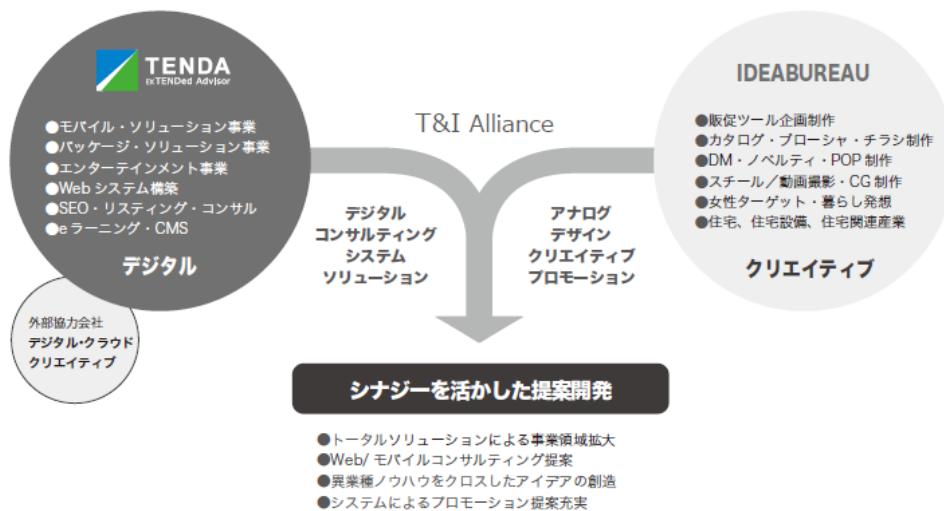 TENDA
EXTENDed Advisor
●モバイル・ソリューション事業
●パッケージ・ソリューション事業
●エンターテインメント事業
●Web システム構築
●SEO・リスティング・コンサル
●eラーニング・CMS
デジタル
外部協力会社
デジタル・クラウド
クリエイティブ
T&I Alliance
デジタル
コンサルティング
システム
ソリューション
アナログ
デザイン
クリエイティブ
プロモーション
IDEABUREAU
●販促ツール企画制作
●カタログ・ブローシャ・チラシ制作
●DM・ノベルティ・POP 制作
●スチール／動画撮影・CG 制作
●女性ターゲット・暮らし発想
●住宅、住宅設備、住宅関連産業
クリエイティブ
シナジーを活かした提案開発
●トータルソリューションによる事業領域拡大
●Web/ モバイルコンサルティング提案
●異業種ノウハウをクロスしたアイデアの創造
●システムによるプロモーション提案充実